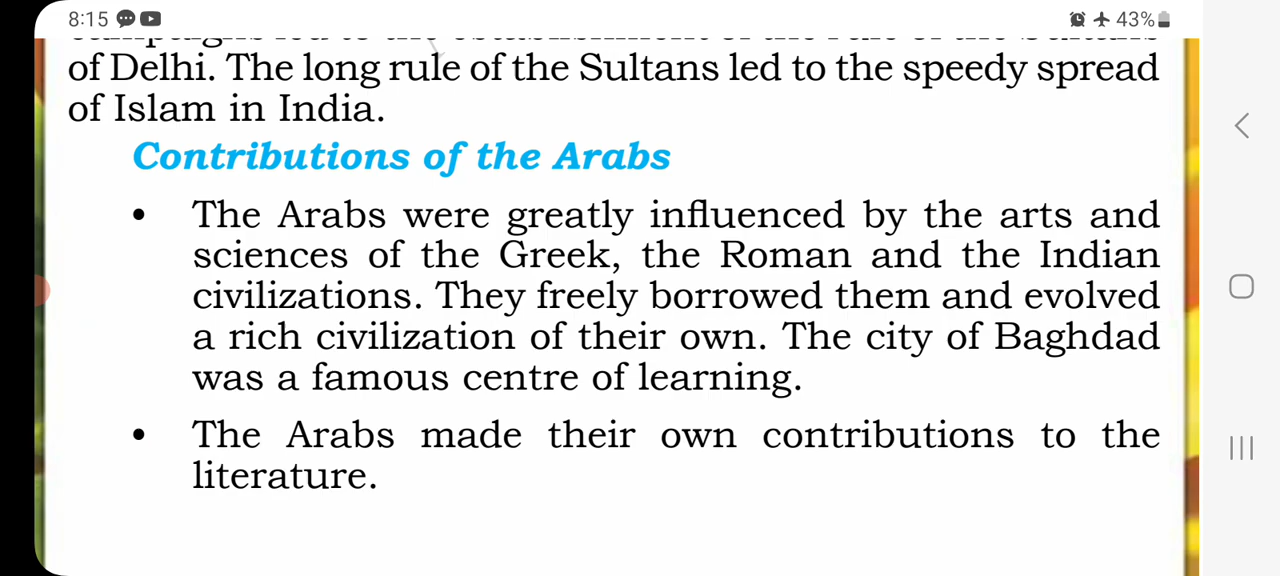 8:15 43%
of Delhi. The long rule of the Sultans led to the speedy spread
of Islam in India.
Contributions of the Arabs
• The Arabs were greatly influenced by the arts and
sciences of the Greek, the Roman and the Indian
civilizations. They freely borrowed them and evolved
a rich civilization of their own. The city of Baghdad
was a famous centre of learning.
• The Arabs made their own contributions to the
literature.